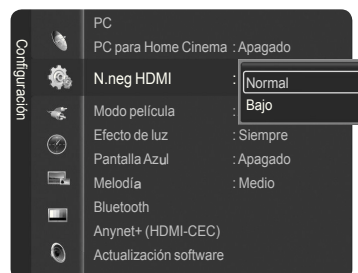 Configuración
PC
PC para Home Cinema : Apagado
N.neg HDMI :
Normal
Bajo
Modo película :
Efecto de luz : Siempre
Pantalla Azul : Apagado
Melodía : Medio
Bluetooth
Anynet+ (HDMI-CEC)
Actualización software